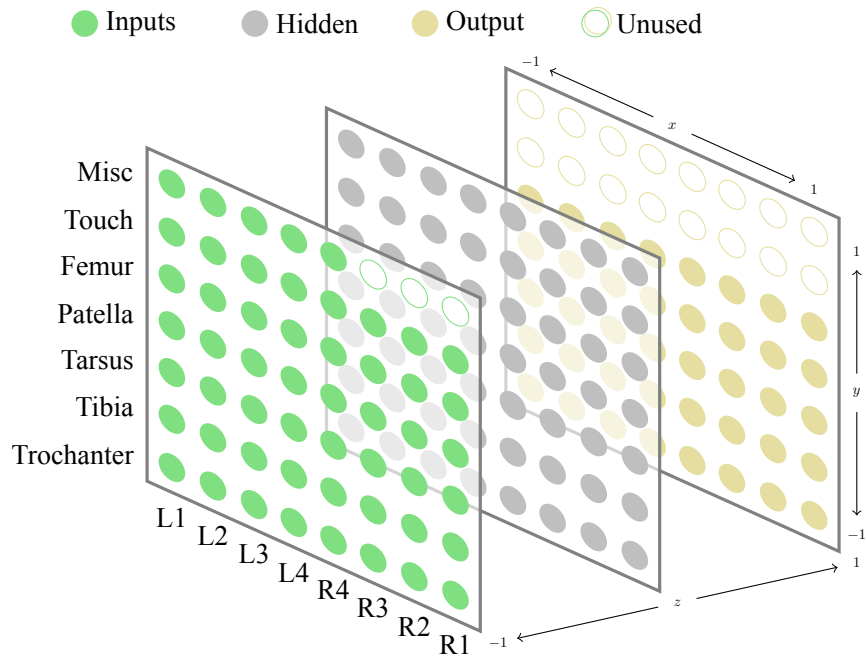 Inputs Hidden Output Unused
−1
x
1
Misc
Touch
Femur
Patella
Tarsus
Tibia
Trochanter
1
y
−1
L1
L2
L3
L4
R4
R3
R2
R1
−1
z
1